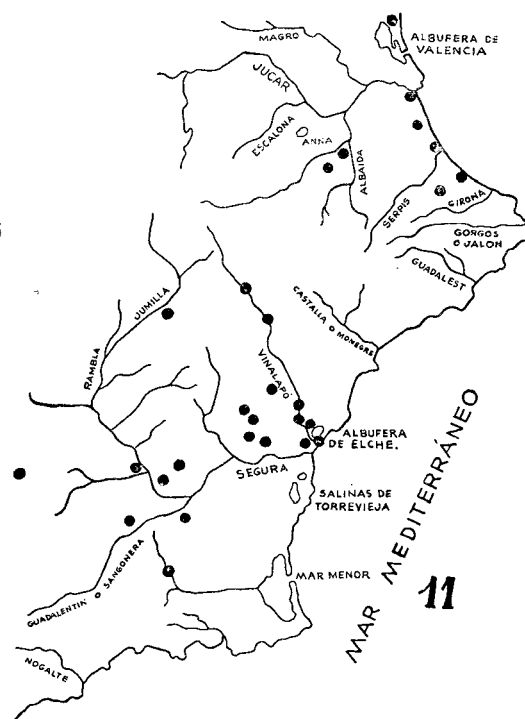 MAGRO
ALBUFERA DE
VALENCIA
JUCAR
ESCALONA
ANNA
ALBAIDA
SERPIS
GIRONA
GORGOS
O JALON
GUADALEST
JUMILLA
RAMBLA
CASTALLA O MONEGRE
VINALAPÓ
ALBUFERA
DE ELCHE.
SEGURA
SALINAS DE
TORREVIEJA
MAR MEDITERRÁNEO
GUADALENTIN O SANGONERA
MAR MENOR
11
NOGALTE